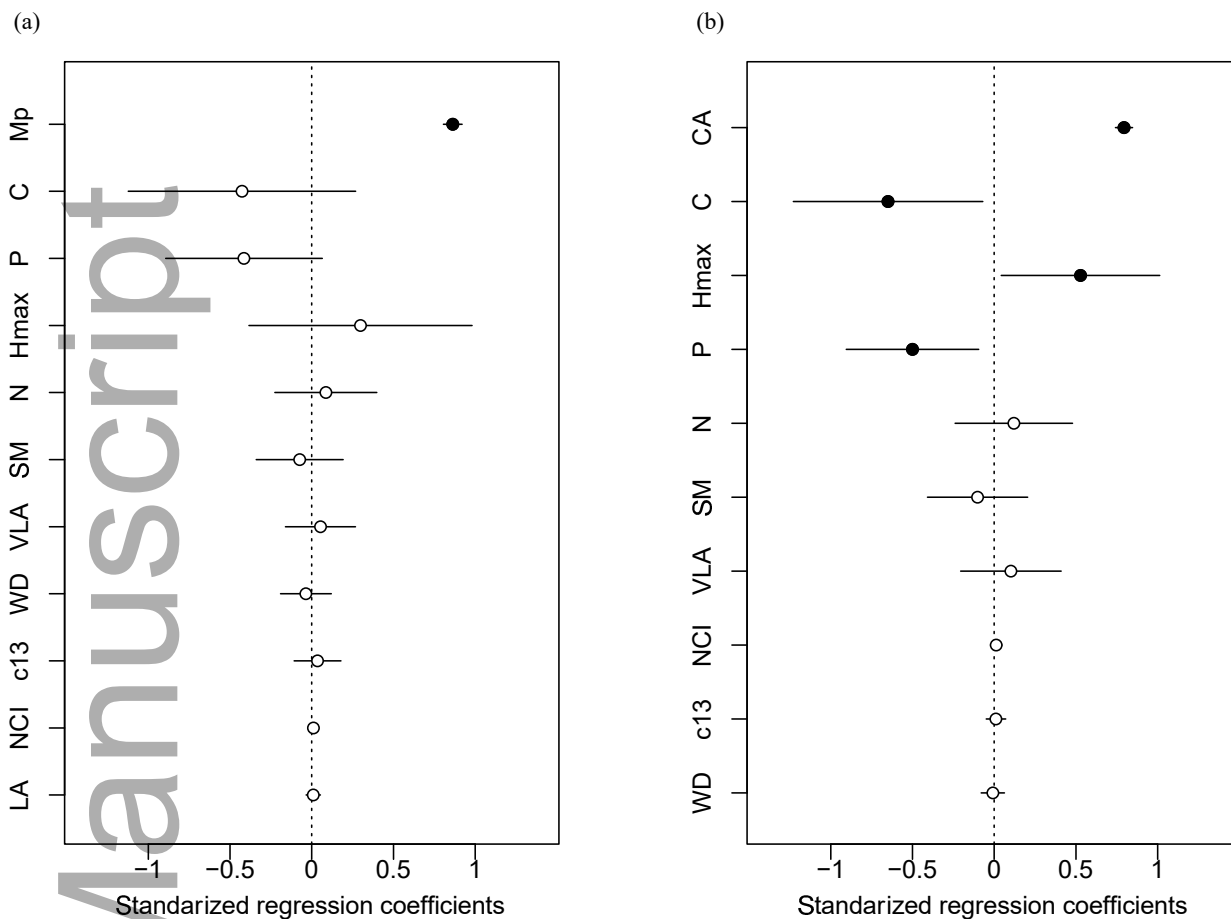 (a)
Mp
C
P
Hmax
N
SM
VLA
WD
c13
NCI
LA
−1 −0.5 0 0.5 1
Standarized regression coefficients
(b)
CA
C
Hmax
P
N
SM
VLA
NCI
c13
WD
−1 −0.5 0 0.5 1
Standarized regression coefficients
Manuscript